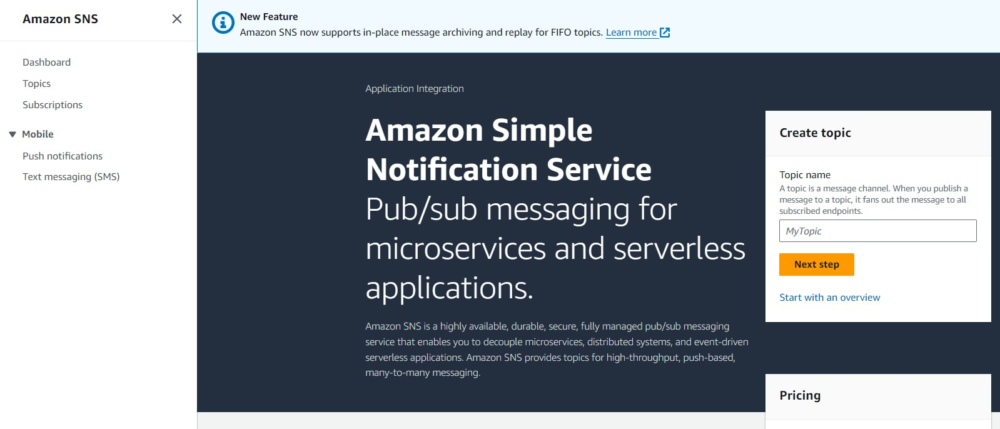 Amazon SNS
Dashboard
Topics
Subscriptions
Mobile
Push notifications
Text messaging (SMS)
New Feature
Amazon SNS now supports in-place message archiving and replay for FIFO topics. Learn more
Application Integration
Amazon Simple
Notification Service
Pub/sub messaging for
microservices and serverless
applications.
Amazon SNS is a highly available, durable, secure, fully managed pub/sub messaging
service that enables you to decouple microservices, distributed systems, and event-driven
serverless applications. Amazon SNS provides topics for high-throughput, push-based,
many-to-many messaging.
Create topic
Topic name
A topic is a message channel. When you publish a
message to a topic, it fans out the message to all
subscribed endpoints.
MyTopic
Next step
Start with an overview
Pricing